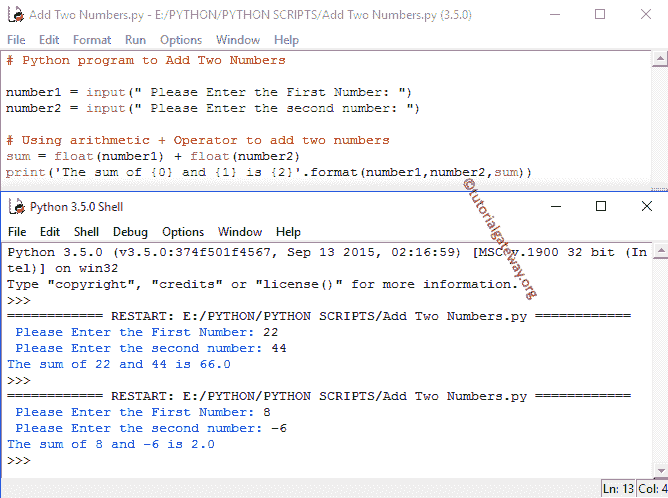 Add Two Numbers.py - E:/PYTHON/PYTHON SCRIPTS/Add Two Numbers.py (3.5.0)
File Edit Format Run Options Window Help
# Python program to Add Two Numbers
number1 = input(" Please Enter the First Number: ")
number2 = input(" Please Enter the second number: ")
# Using arithmetic + Operator to add two numbers
sum = float(number1) + float(number2)
print('The sum of {0} and {1} is {2}'.format(number1,number2,sum))
©tutorialgateway.org
Python 3.5.0 Shell
File Edit Shell Debug Options Window Help
Python 3.5.0 (v3.5.0:374f501f4567, Sep 13 2015, 02:16:59) [MSC v.1900 32 bit (In
tel)] on win32
Type "copyright", "credits" or "license()" for more information.
>>>
============ RESTART: E:/PYTHON/PYTHON SCRIPTS/Add Two Numbers.py ============
Please Enter the First Number: 22
Please Enter the second number: 44
The sum of 22 and 44 is 66.0
>>>
============ RESTART: E:/PYTHON/PYTHON SCRIPTS/Add Two Numbers.py ============
Please Enter the First Number: 8
Please Enter the second number: -6
The sum of 8 and -6 is 2.0
>>>
Ln: 13 Col: 4